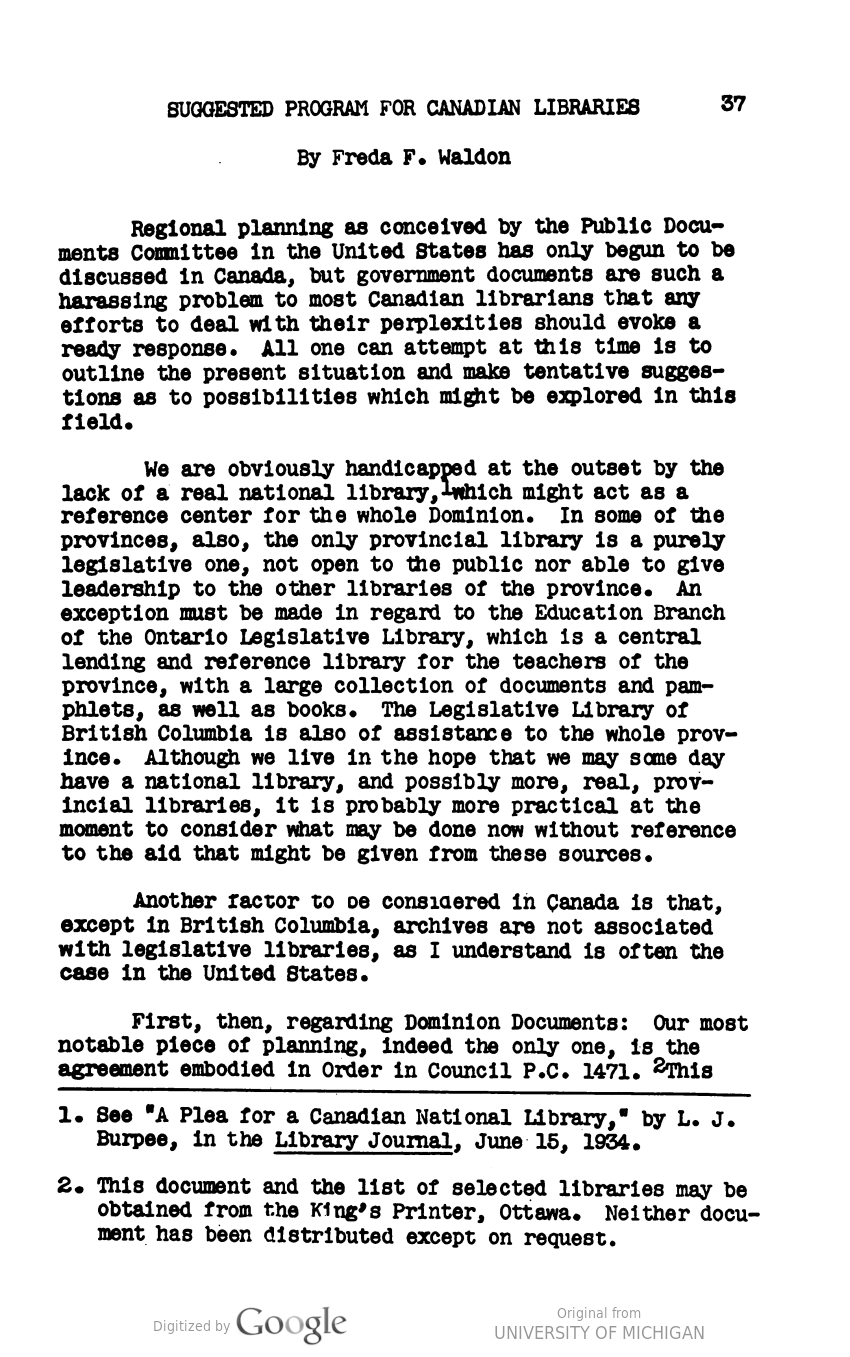 SUGGESTED PROGRAM FOR CANADIAN LIBRARIES 37
By Freda F. Waldon
Regional planning as conceived by the Public Docu-
ments Committee in the United States has only begun to be
discussed in Canada, but government documents are such a
harassing problem to most Canadian librarians that any
efforts to deal with their perplexities should evoke a
ready response. All one can attempt at this time is to
outline the present situation and make tentative sugges-
tions as to possibilities which might be explored in this
field.
We are obviously handicapped at the outset by the
lack of a real national library,1which might act as a
reference center for the whole Dominion. In some of the
provinces, also, the only provincial library is a purely
legislative one, not open to the public nor able to give
leadership to the other libraries of the province. An
exception must be made in regard to the Education Branch
of the Ontario Legislative Library, which is a central
lending and reference library for the teachers of the
province, with a large collection of documents and pam-
phlets, as well as books. The Legislative Library of
British Columbia is also of assistance to the whole prov-
ince. Although we live in the hope that we may some day
have a national library, and possibly more, real, prov-
incial libraries, it is probably more practical at the
moment to consider what may be done now without reference
to the aid that might be given from these sources.
Another factor to be considered in Canada is that,
except in British Columbia, archives are not associated
with legislative libraries, as I understand is often the
case in the United States.
First, then, regarding Dominion Documents: Our most
notable piece of planning, indeed the only one, is the
agreement embodied in Order in Council P.C. 1471. 2This
1. See "A Plea for a Canadian National Library," by L. J.
Burpee, in the Library Journal, June 15, 1934.
2. This document and the list of selected libraries may be
obtained from the King's Printer, Ottawa. Neither docu-
ment has been distributed except on request.
Digitized by Google
Original from
UNIVERSITY OF MICHIGAN